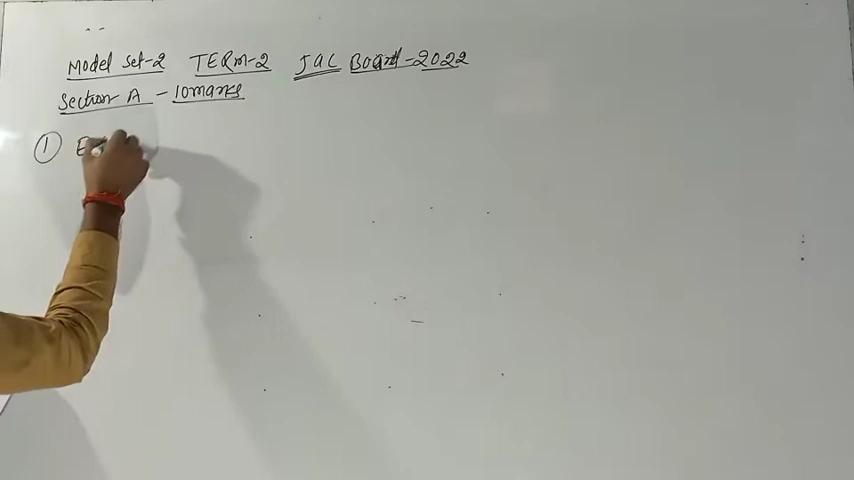 Model Set-2 TERM-2 JAC Board-2022
Section A - 10marks
① E